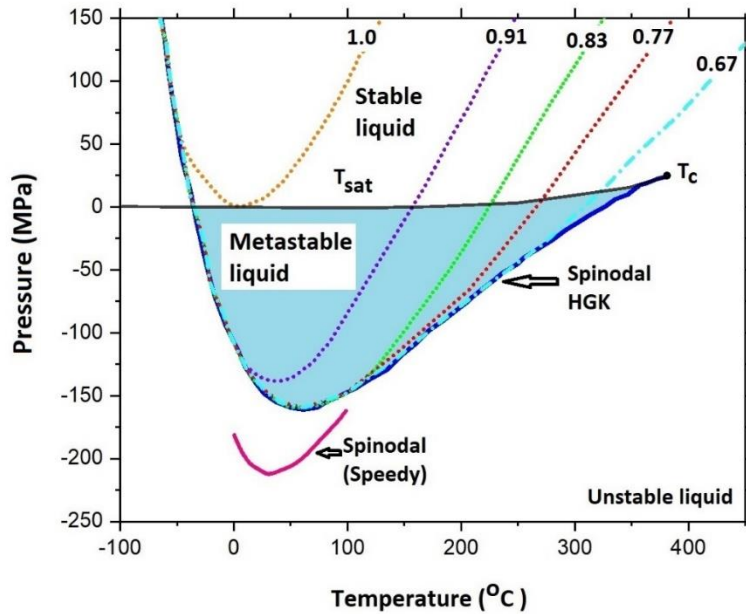 150
100
50
0
-50
-100
-150
-200
-250
-100
0
100
200
300
400
Pressure (MPa)
Temperature (⁰C )
1.0
0.91
0.83
0.77
0.67
Stable
liquid
Tsat
Tc
Metastable
liquid
Spinodal
HGK
Spinodal
(Speedy)
Unstable liquid